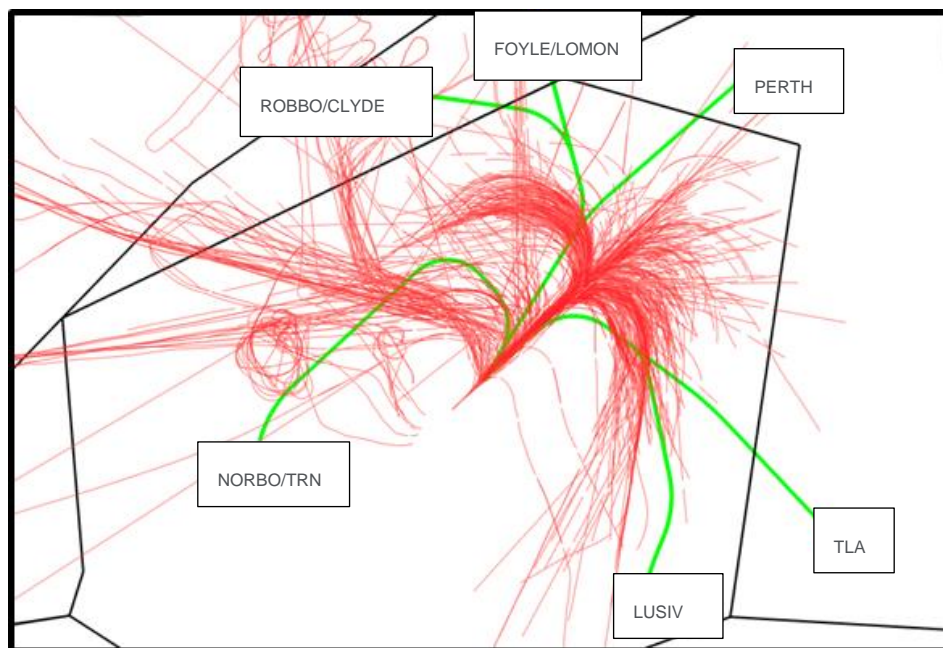 FOYLE/LOMON
PERTH
ROBBO/CLYDE
NORBO/TRN
TLA
LUSIV